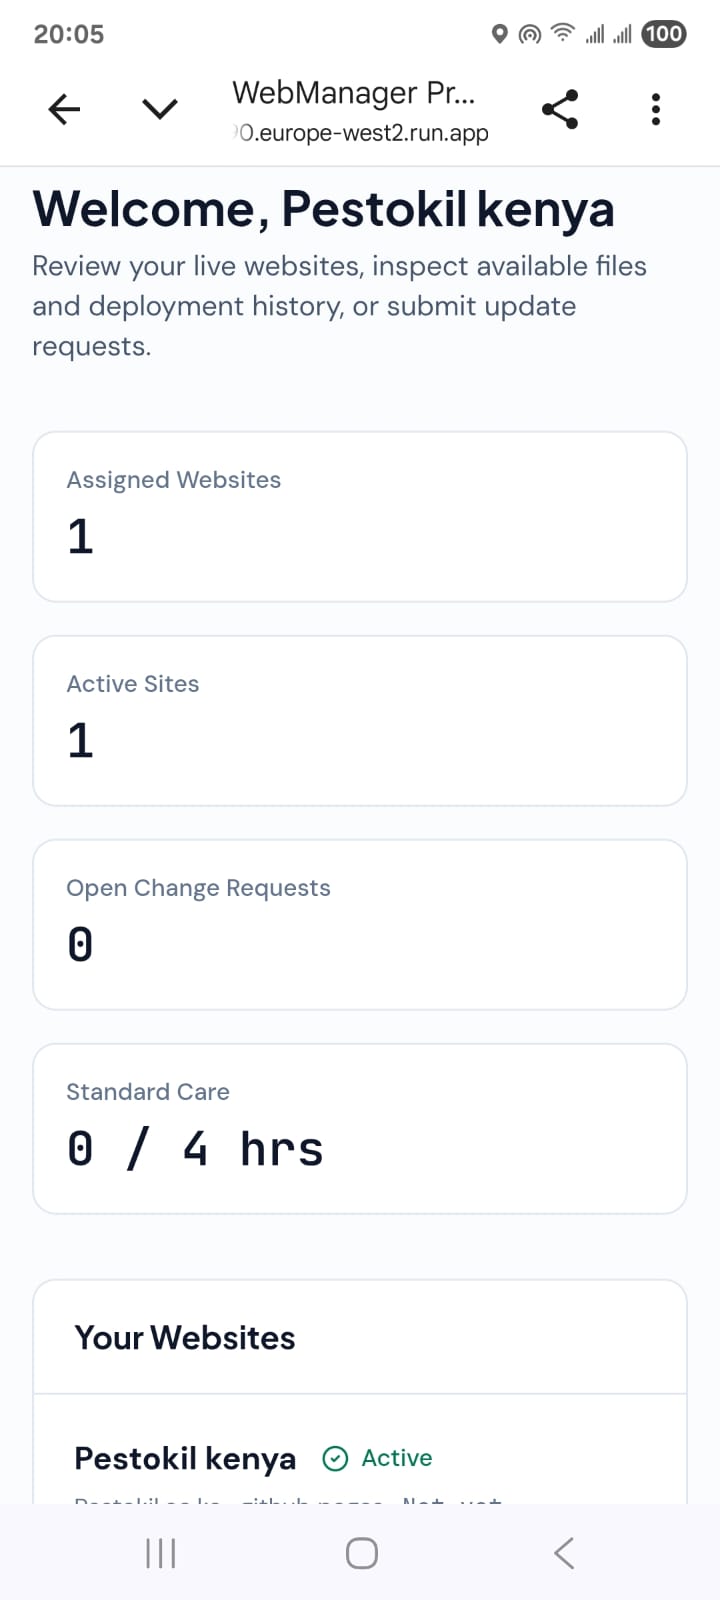 20:05
100
WebManager Pr...
0.europe-west2.run.app
Welcome, Pestokil kenya
Review your live websites, inspect available files
and deployment history, or submit update
requests.
Assigned Websites
1
Active Sites
1
Open Change Requests
0
Standard Care
0 / 4 hrs
Your Websites
Pestokil kenya
Active